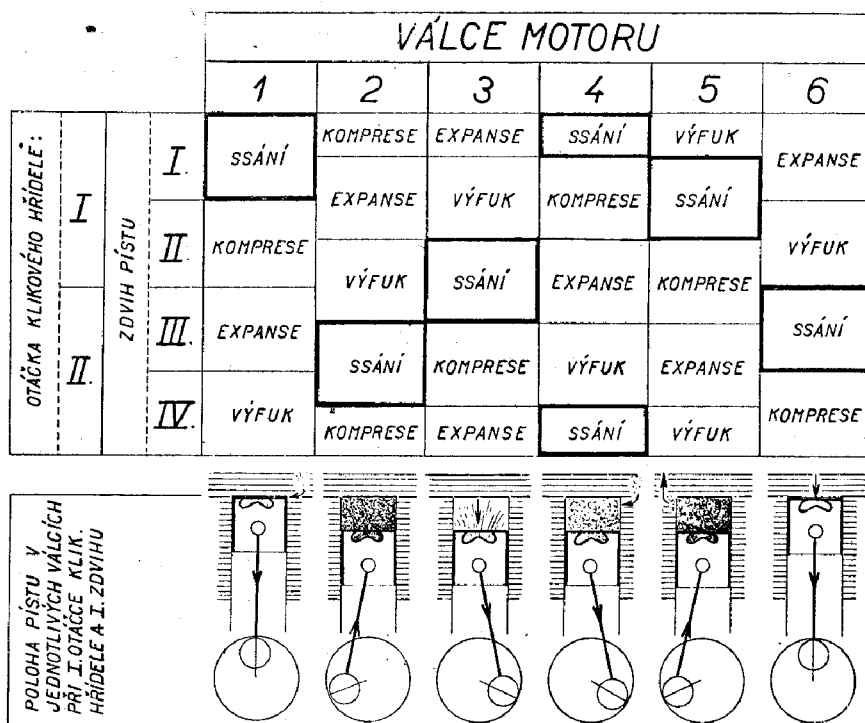 VÁLCE MOTORU
1 2 3 4 5 6
OTÁČKA KLIKOVÉHO HŘÍDELE:
I.
II.
ZDVIH PÍSTU
I.
II.
III.
IV.
SSÁNÍ
KOMPRESE
EXPANSE
VÝFUK
KOMPRESE
EXPANSE
VÝFUK
SSÁNÍ
KOMPRESE
EXPANSE
VÝFUK
SSÁNÍ
KOMPRESE
EXPANSE
SSÁNÍ
KOMPRESE
EXPANSE
VÝFUK
SSÁNÍ
VÝFUK
SSÁNÍ
KOMPRESE
EXPANSE
VÝFUK
EXPANSE
VÝFUK
SSÁNÍ
KOMPRESE
POLOHA PÍSTU V
JEDNOTLIVÝCH VÁLCÍCH
PŘI I.OTÁČCE KLIK.
HŘÍDELE A I. ZDVIHU